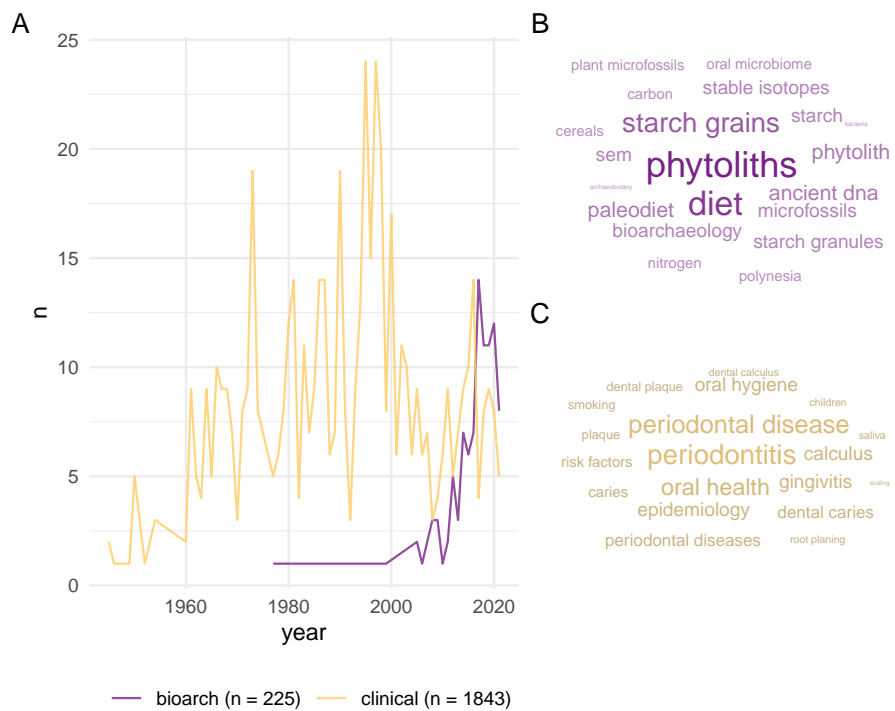 A
25
20
15
10
5
0
n
1960
1980
2000
2020
year
bioarch (n = 225)
clinical (n = 1843)
B
plant microfossils
oral microbiome
carbon
stable isotopes
cereals
starch grains
starch
bacteria
sem
phytoliths
phytolith
archaeobotany
paleodiet
diet
ancient dna
microfossils
bioarchaeology
starch granules
nitrogen
polynesia
C
dental calculus
dental plaque
oral hygiene
smoking
children
plaque
periodontal disease
saliva
risk factors
periodontitis
calculus
caries
oral health
gingivitis
scaling
epidemiology
dental caries
periodontal diseases
root planing